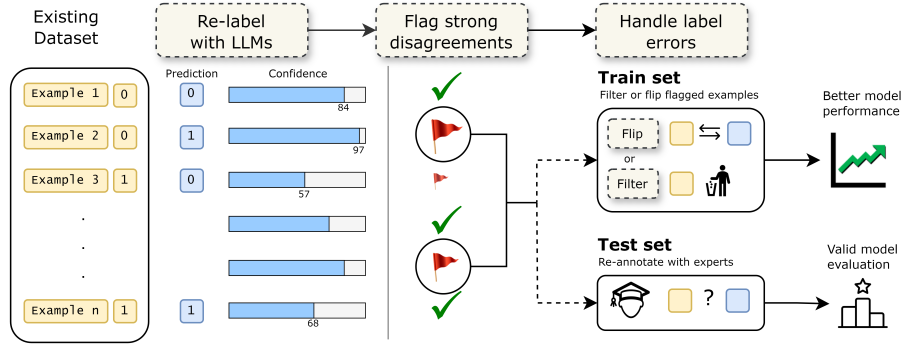 Existing
Dataset
Re-label
with LLMs
Flag strong
disagreements
Handle label
errors
Prediction
Confidence
Example 1 0
0
84
Example 2 0
1
97
Example 3 1
0
57
.
.
.
Example n 1
1
68
Train set
Filter or flip flagged examples
Flip
or
Filter
Better model
performance
Test set
Re-annotate with experts
?
Valid model
evaluation